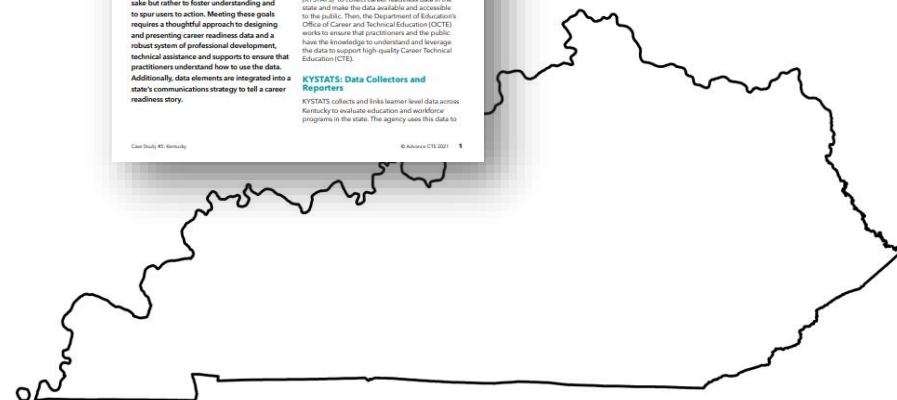 sake but rather to foster understanding and
to spur users to action. Meeting these goals
requires a thoughtful approach to designing
and presenting career readiness data and a
robust system of professional development,
technical assistance and supports to ensure that
practitioners understand how to use the data.
Additionally, data elements are integrated into a
state's communications strategy to tell a career
readiness story.
state and make the data available and accessible
to the public. Then, the Department of Education's
Office of Career and Technical Education (OCTE)
works to ensure that practitioners and the public
have the knowledge to understand and leverage
the data to support high-quality Career Technical
Education (CTE).
KYSTATS: Data Collectors and
Reporters
KYSTATS collects and links learner-level data across
Kentucky to evaluate education and workforce
programs in the state. The agency uses this data to
Case Study #5: Kentucky
© Advance CTE 2021 1